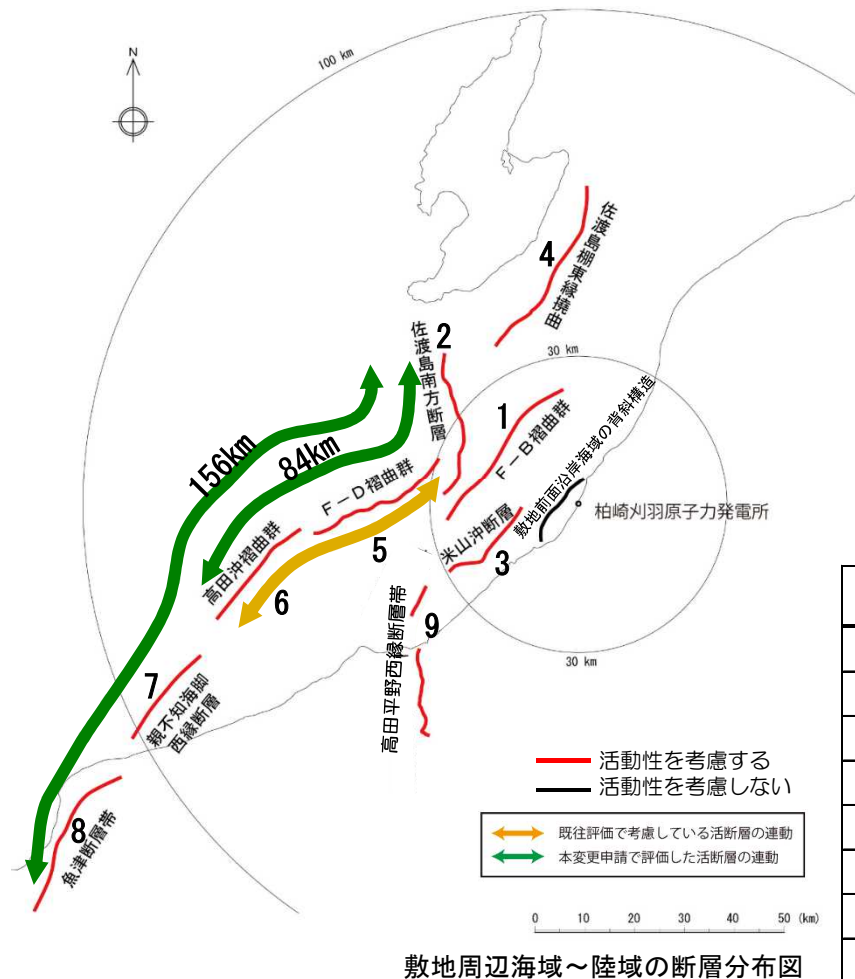 100 km
N
佐渡島棚東縁撓曲
4
2
佐渡島南方断層
30 km
1
F－B褶曲群
敷地前面沿岸海域の背斜構造
156km
84km
F－D褶曲群
柏崎刈羽原子力発電所
米山沖断層
3
5
高田沖褶曲群
6
9
高田平野西縁断層帯
30 km
7
親不知海脚
西縁断層
8
魚津断層帯
活動性を考慮する
活動性を考慮しない
既往評価で考慮している活断層の連動
本変更申請で評価した活断層の連動
0 10 20 30 40 50 (km)
敷地周辺海域～陸域の断層分布図